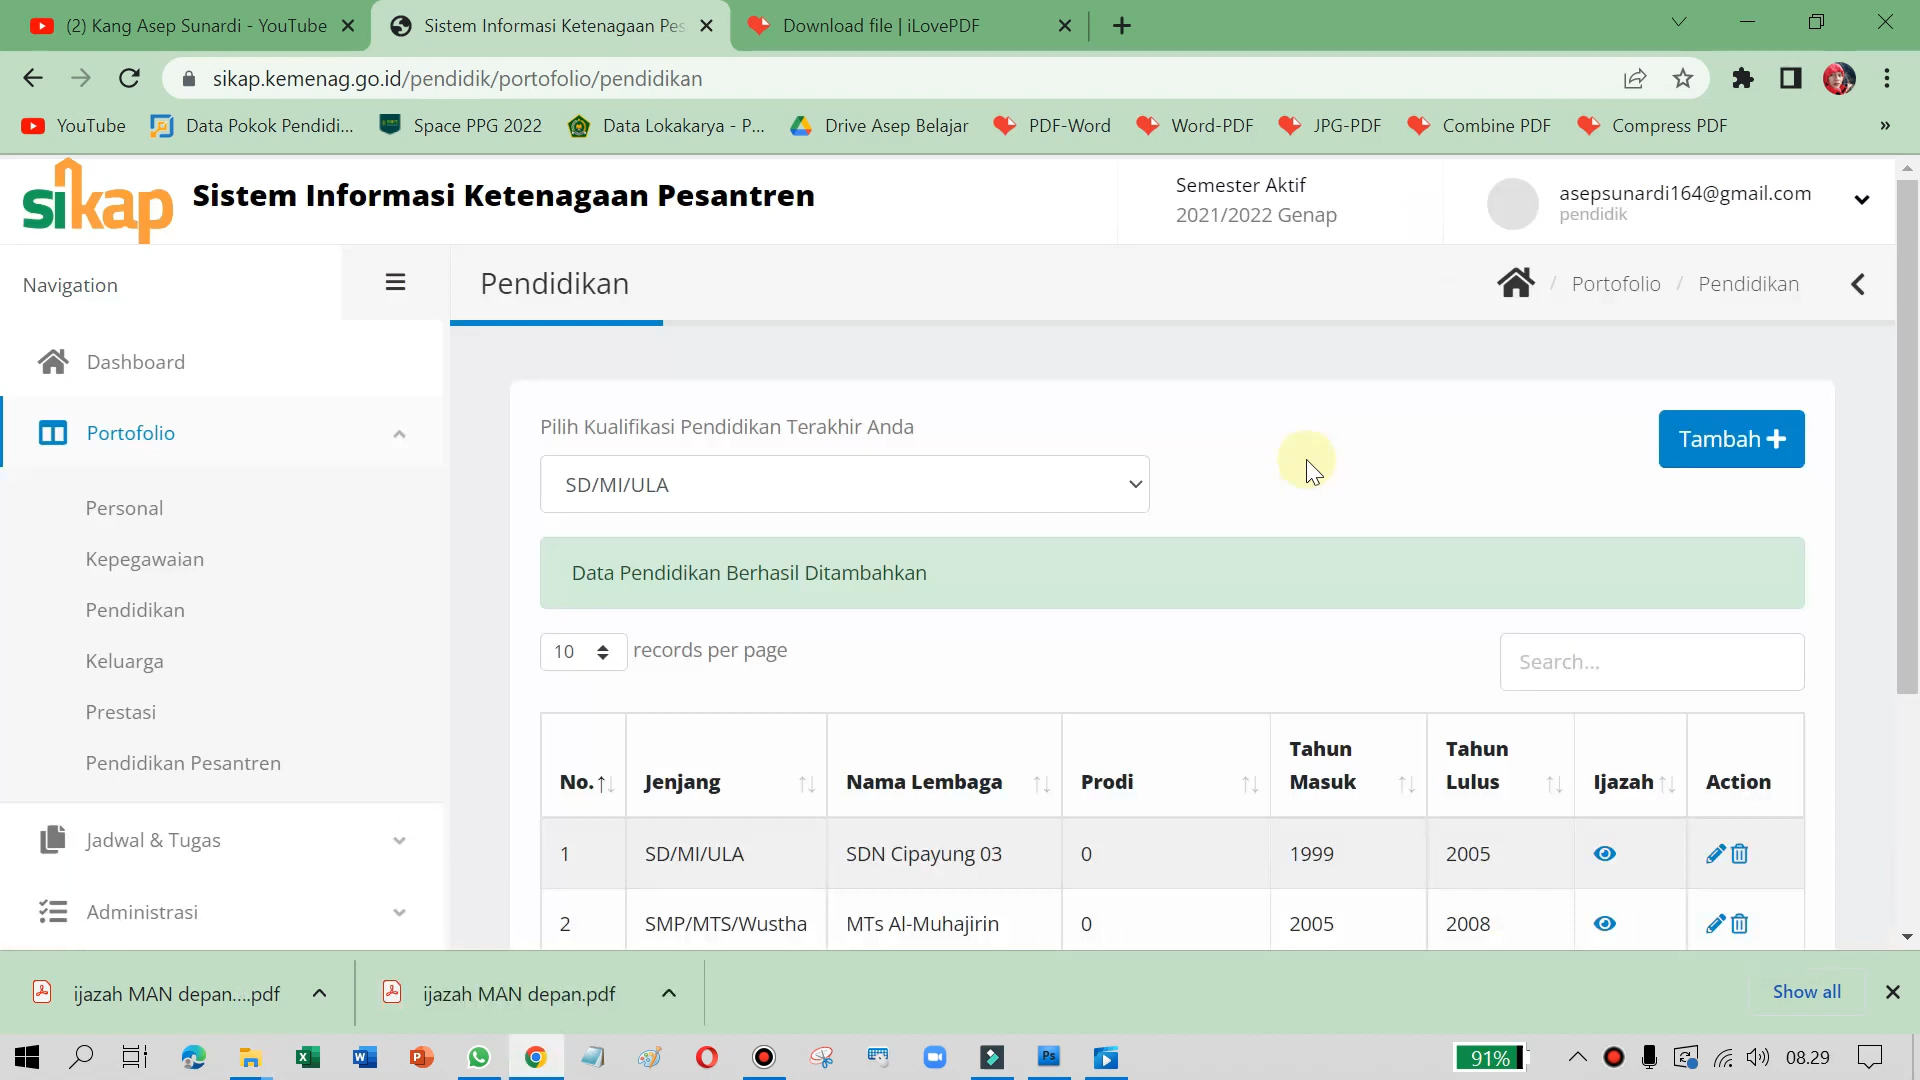 (2) Kang Asep Sunardi - YouTube
Sistem Informasi Ketenagaan Pes
Download file | iLovePDF
sikap.kemenag.go.id/pendidik/portofolio/pendidikan
YouTube
Data Pokok Pendidi...
Space PPG 2022
Data Lokakarya - P...
Drive Asep Belajar
PDF-Word
Word-PDF
JPG-PDF
Combine PDF
Compress PDF
»
sikap
Sistem Informasi Ketenagaan Pesantren
Semester Aktif
2021/2022 Genap
asepsunardi164@gmail.com
pendidik
Navigation
Pendidikan
/ Portofolio / Pendidikan
Dashboard
Portofolio
Personal
Kepegawaian
Pendidikan
Keluarga
Prestasi
Pendidikan Pesantren
Jadwal & Tugas
Administrasi
Pilih Kualifikasi Pendidikan Terakhir Anda
Tambah
SD/MI/ULA
Data Pendidikan Berhasil Ditambahkan
10 records per page
Search...
No. Jenjang Nama Lembaga Prodi Tahun Masuk Tahun Lulus Ijazah Action
1 SD/MI/ULA SDN Cipayung 03 0 1999 2005
2 SMP/MTS/Wustha MTs Al-Muhajirin 0 2005 2008
ijazah MAN depan....pdf
ijazah MAN depan.pdf
Show all
Ps
91%
08.29